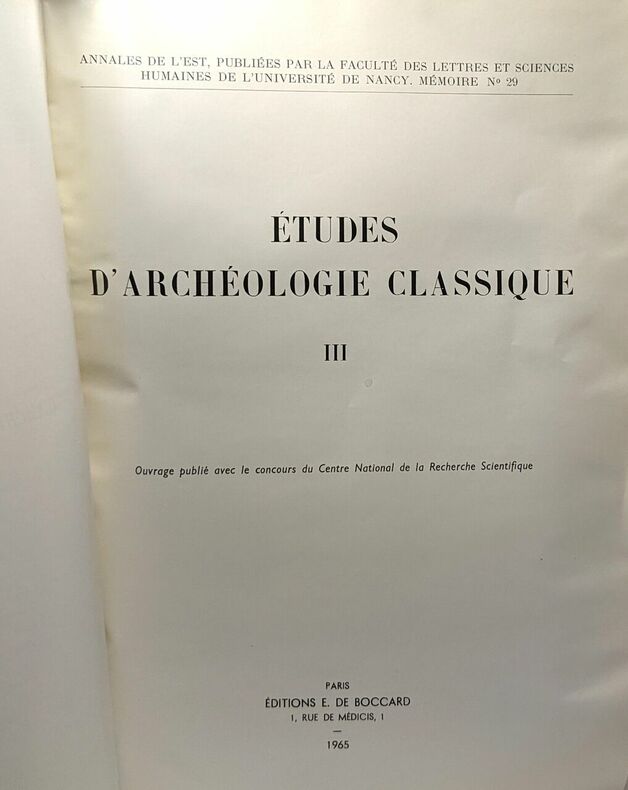 ANNALES DE L'EST, PUBLIÉES PAR LA FACULTÉ DES LETTRES ET SCIENCES
HUMAINES DE L'UNIVERSITÉ DE NANCY. MÉMOIRE Nº 29
ÉTUDES
D'ARCHÉOLOGIE CLASSIQUE
III
Ouvrage publié avec le concours du Centre National de la Recherche Scientifique
PARIS
ÉDITIONS E. DE BOCCARD
1, RUE DE MÉDICIS, 1
—
1965